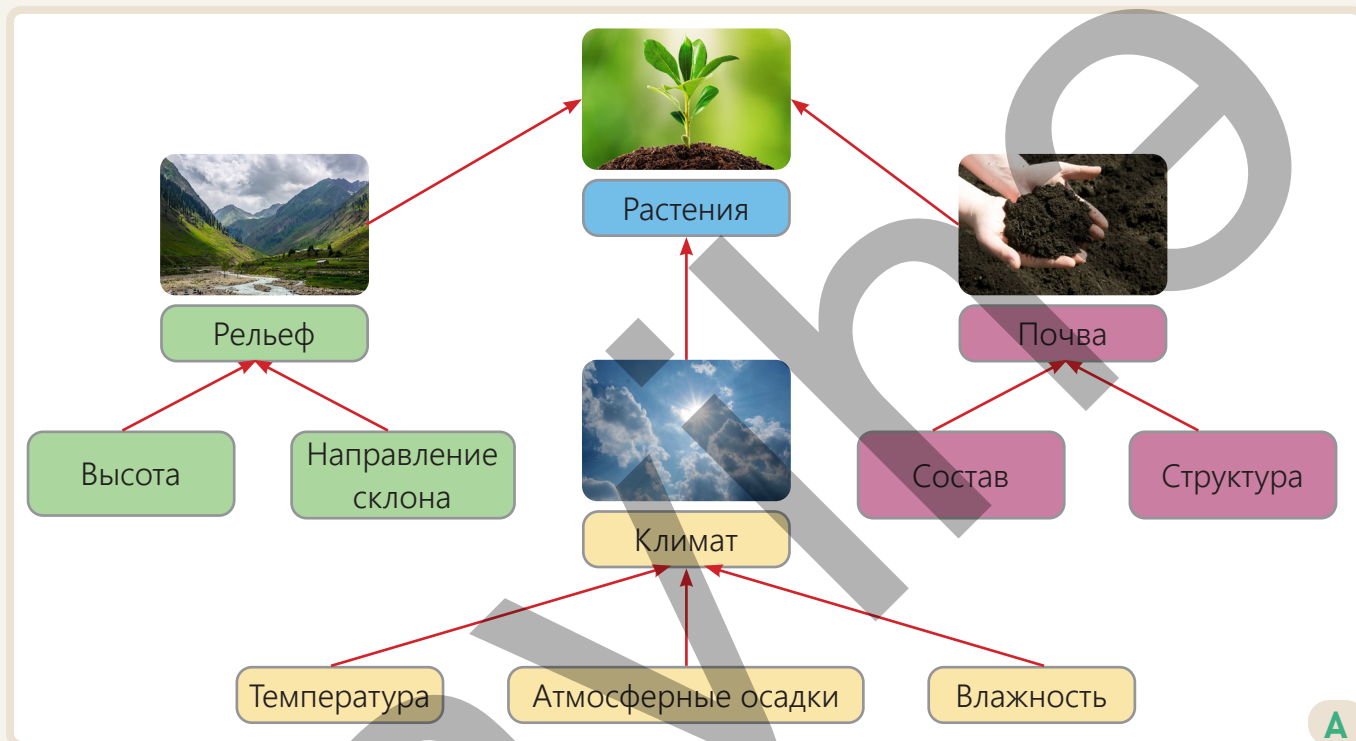 Растения
Рельеф
Почва
Высота
Направление
склона
Состав
Структура
Климат
Температура
Атмосферные осадки
Влажность
A